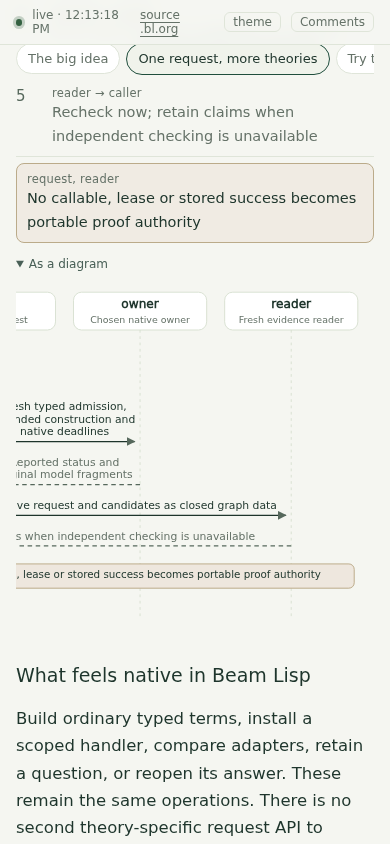 live · 12:13:18 PM
source .bl.org
theme
Comments
The big idea
One request, more theories
Try t
5
reader → caller
Recheck now; retain claims when
independent checking is unavailable
request, reader
No callable, lease or stored success becomes
portable proof authority
▼ As a diagram
est
owner
Chosen native owner
reader
Fresh evidence reader
esh typed admission,
nded construction and
native deadlines
eported status and
inal model fragments
ve request and candidates as closed graph data
s when independent checking is unavailable
, lease or stored success becomes portable proof authority
What feels native in Beam Lisp
Build ordinary typed terms, install a
scoped handler, compare adapters, retain
a question, or reopen its answer. These
remain the same operations. There is no
second theory-specific request API to